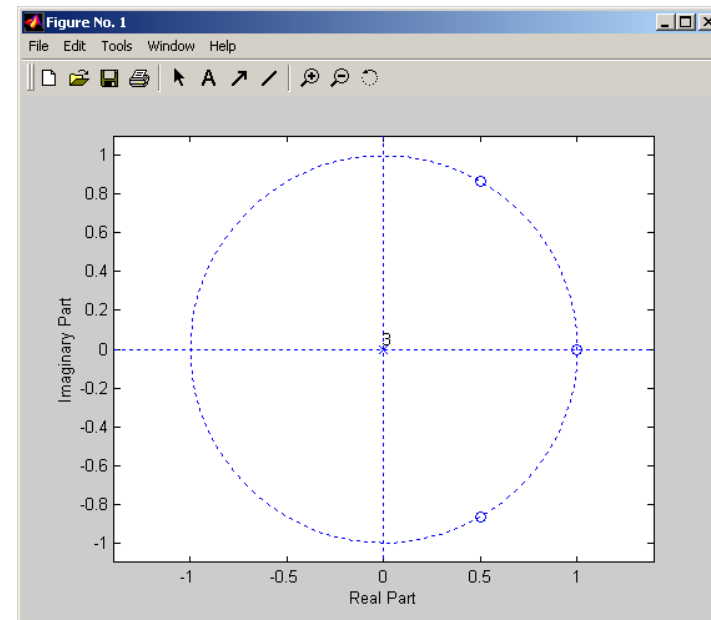 Figure No. 1
File Edit Tools Window Help
A
1
0.8
0.6
0.4
0.2
0
-0.2
-0.4
-0.6
-0.8
-1
Imaginary Part
3
-1 -0.5 0 0.5 1
Real Part